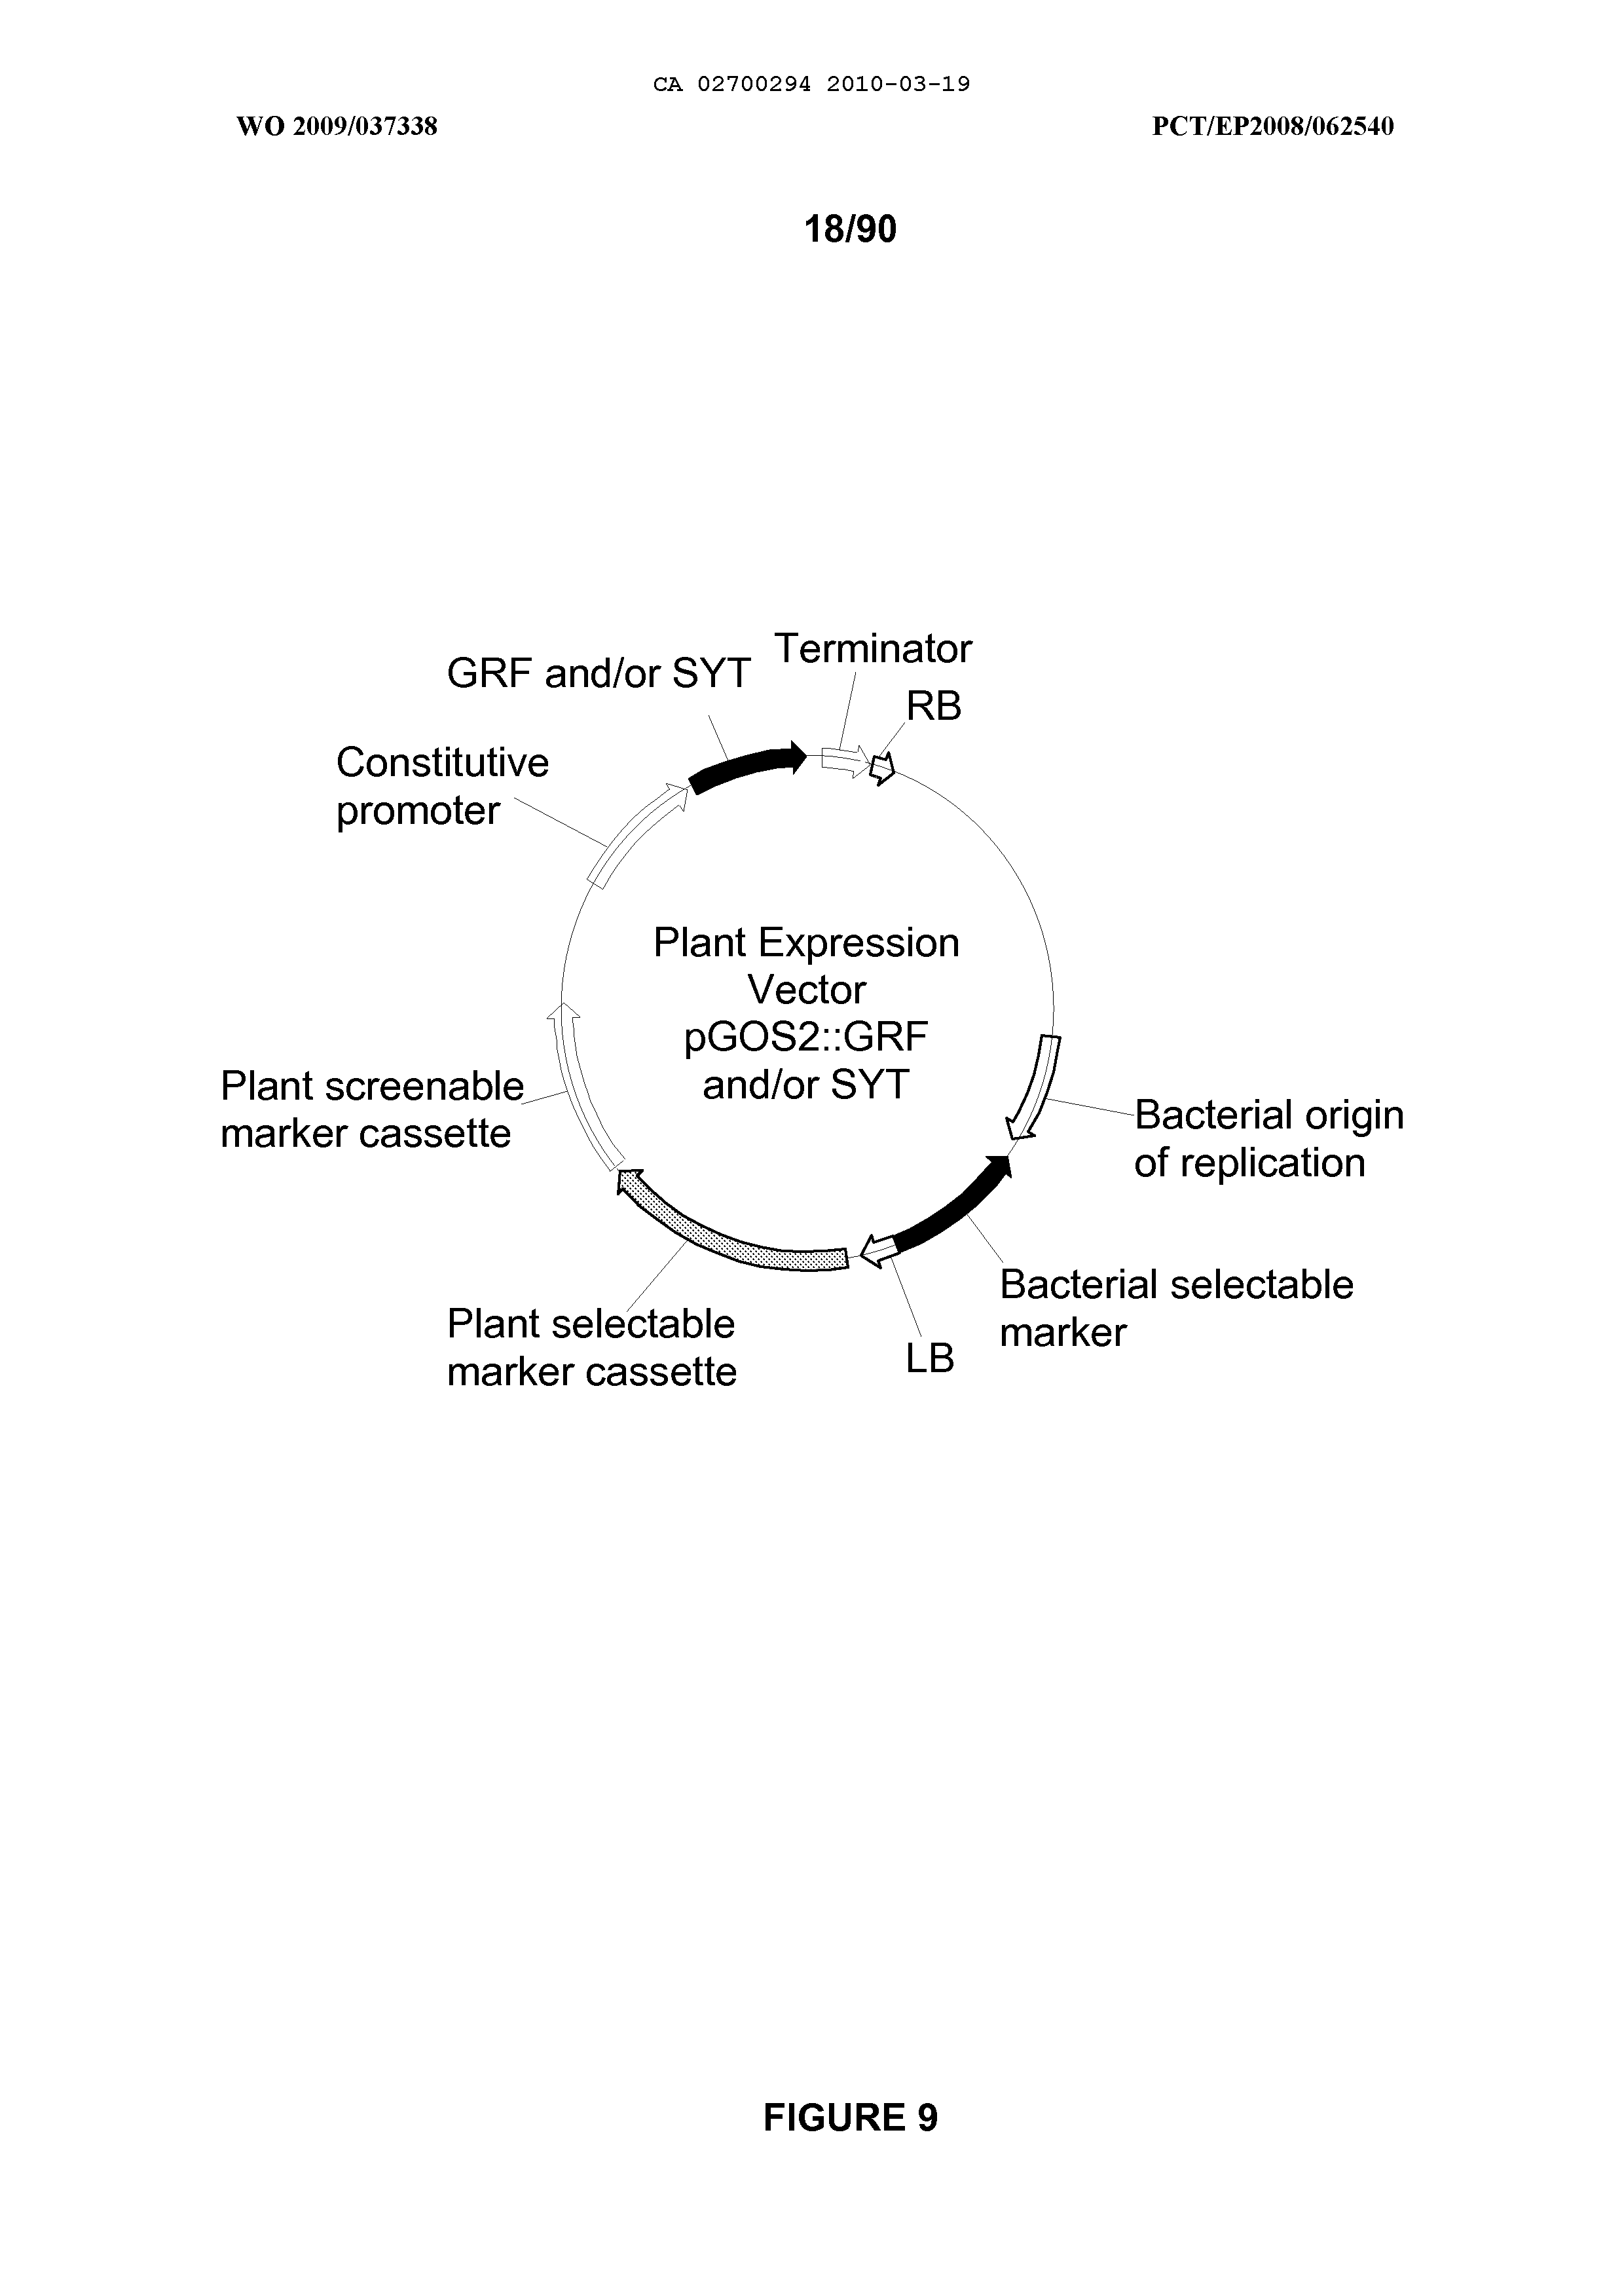 CA 02700294 2010-03-19
WO 2009/037338
PCT/EP2008/062540
18/90
Terminator
GRF and/or SYT
RB
Constitutive
promoter
Plant Expression
Vector
pGOS2::GRF
and/or SYT
Plant screenable
marker cassette
Bacterial origin
of replication
Bacterial selectable
marker
Plant selectable
marker cassette
LB
FIGURE 9